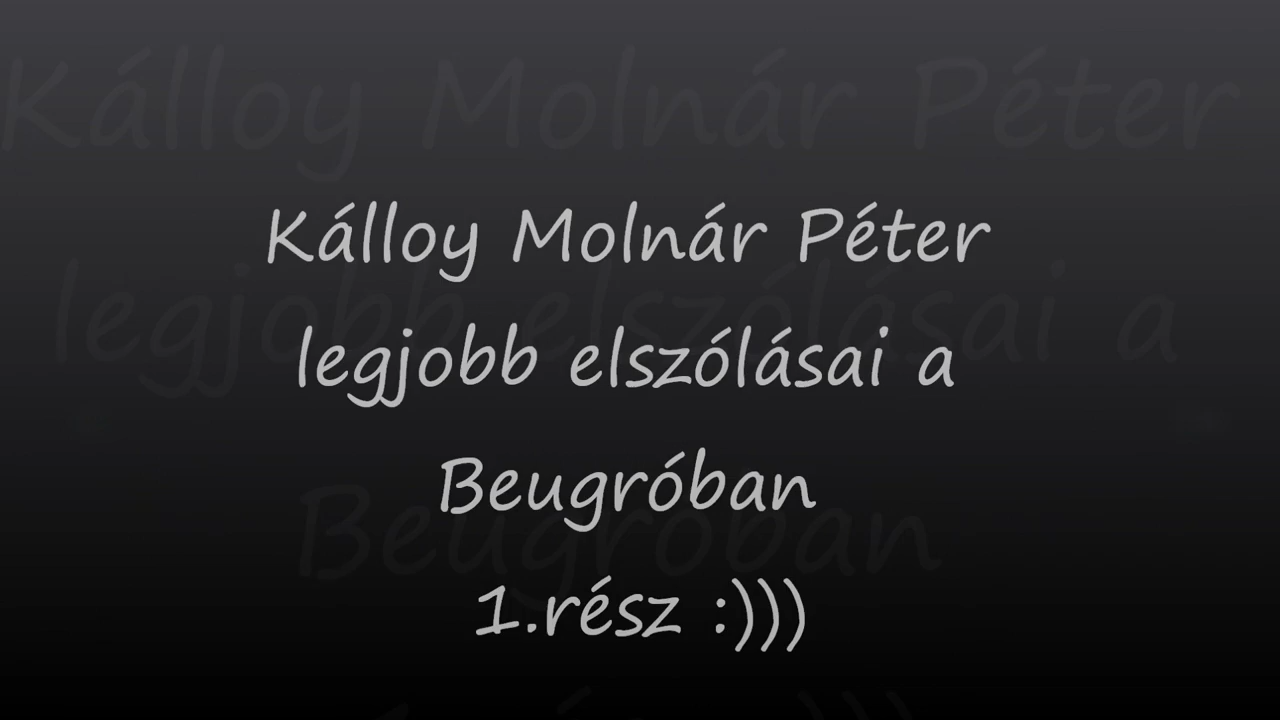 Kálloy Molnár Péter
legjobb elszólásai a
Beugróban
1.rész :)))